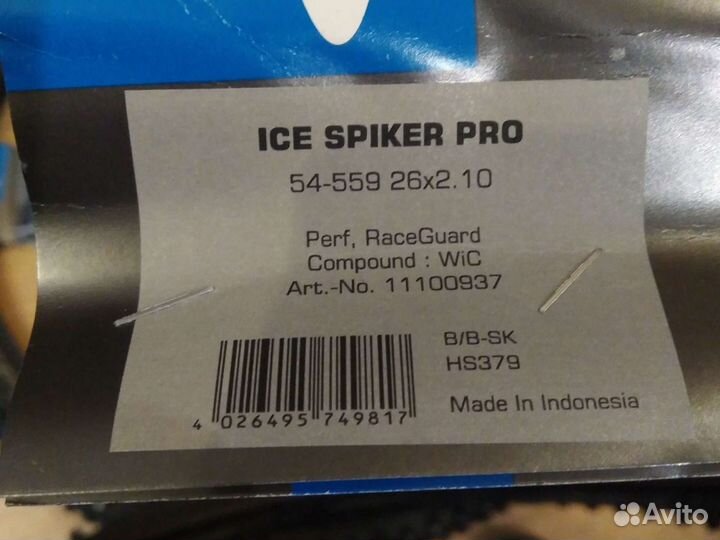 ICE SPIKER PRO
54-559 26x2.10
Perf, RaceGuard
Compound : WiC
Art.-No. 11100937
B/B-SK
HS379
4 026495 749817
Made In Indonesia
Avito